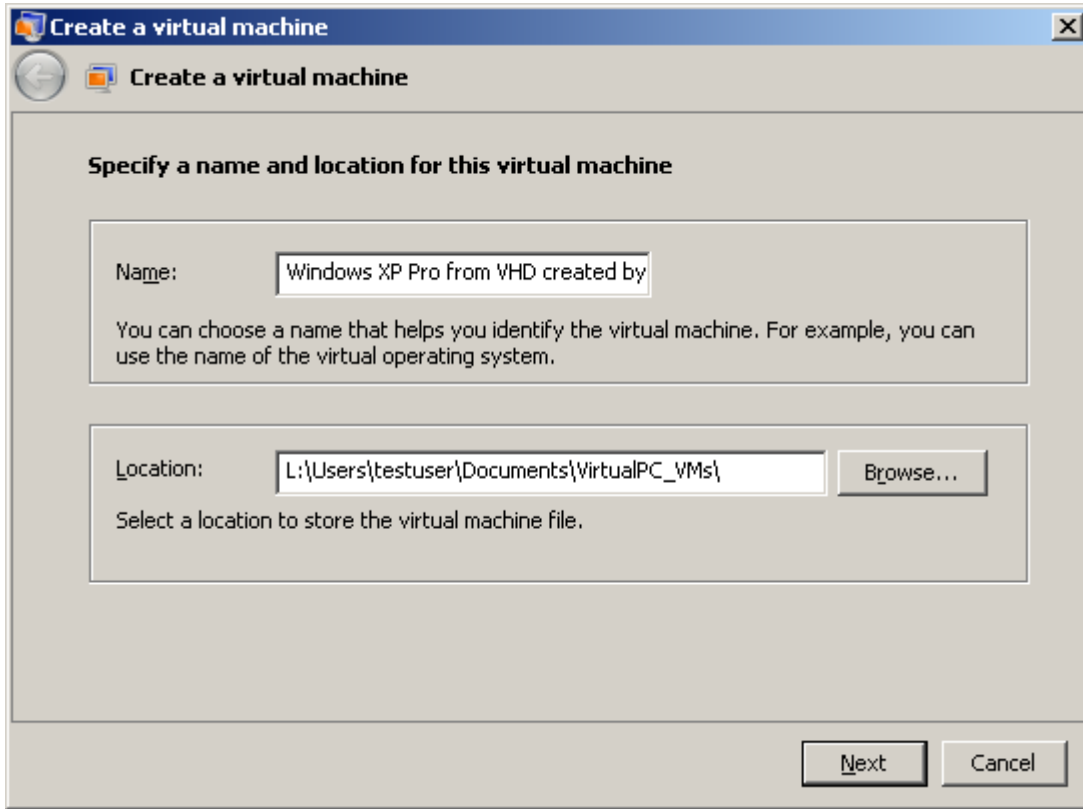 Create a virtual machine
Create a virtual machine
Specify a name and location for this virtual machine
Name: Windows XP Pro from VHD created by
You can choose a name that helps you identify the virtual machine. For example, you can
use the name of the virtual operating system.
Location: L:\Users\testuser\Documents\VirtualPC_VMs\ Browse...
Select a location to store the virtual machine file.
Next Cancel